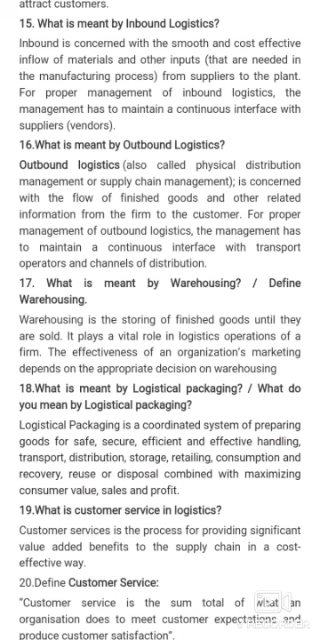 attract customers.
15. What is meant by Inbound Logistics?
Inbound is concerned with the smooth and cost effective
inflow of materials and other inputs (that are needed in
the manufacturing process) from suppliers to the plant.
For proper management of inbound logistics, the
management has to maintain a continuous interface with
suppliers (vendors).
16.What is meant by Outbound Logistics?
Outbound logistics (also called physical distribution
management or supply chain management); is concerned
with the flow of finished goods and other related
information from the firm to the customer. For proper
management of outbound logistics, the management has
to maintain a continuous interface with transport
operators and channels of distribution.
17. What is meant by Warehousing? / Define
Warehousing.
Warehousing is the storing of finished goods until they
are sold. It plays a vital role in logistics operations of a
firm. The effectiveness of an organization's marketing
depends on the appropriate decision on warehousing
18.What is meant by Logistical packaging? / What do
you mean by Logistical packaging?
Logistical Packaging is a coordinated system of preparing
goods for safe, secure, efficient and effective handling,
transport, distribution, storage, retailing, consumption and
recovery, reuse or disposal combined with maximizing
consumer value, sales and profit.
19.What is customer service in logistics?
Customer services is the process for providing significant
value added benefits to the supply chain in a cost-
effective way.
20.Define Customer Service:
"Customer service is the sum total of what an
organisation does to meet customer expectations and
produce customer satisfaction".
RECORDER